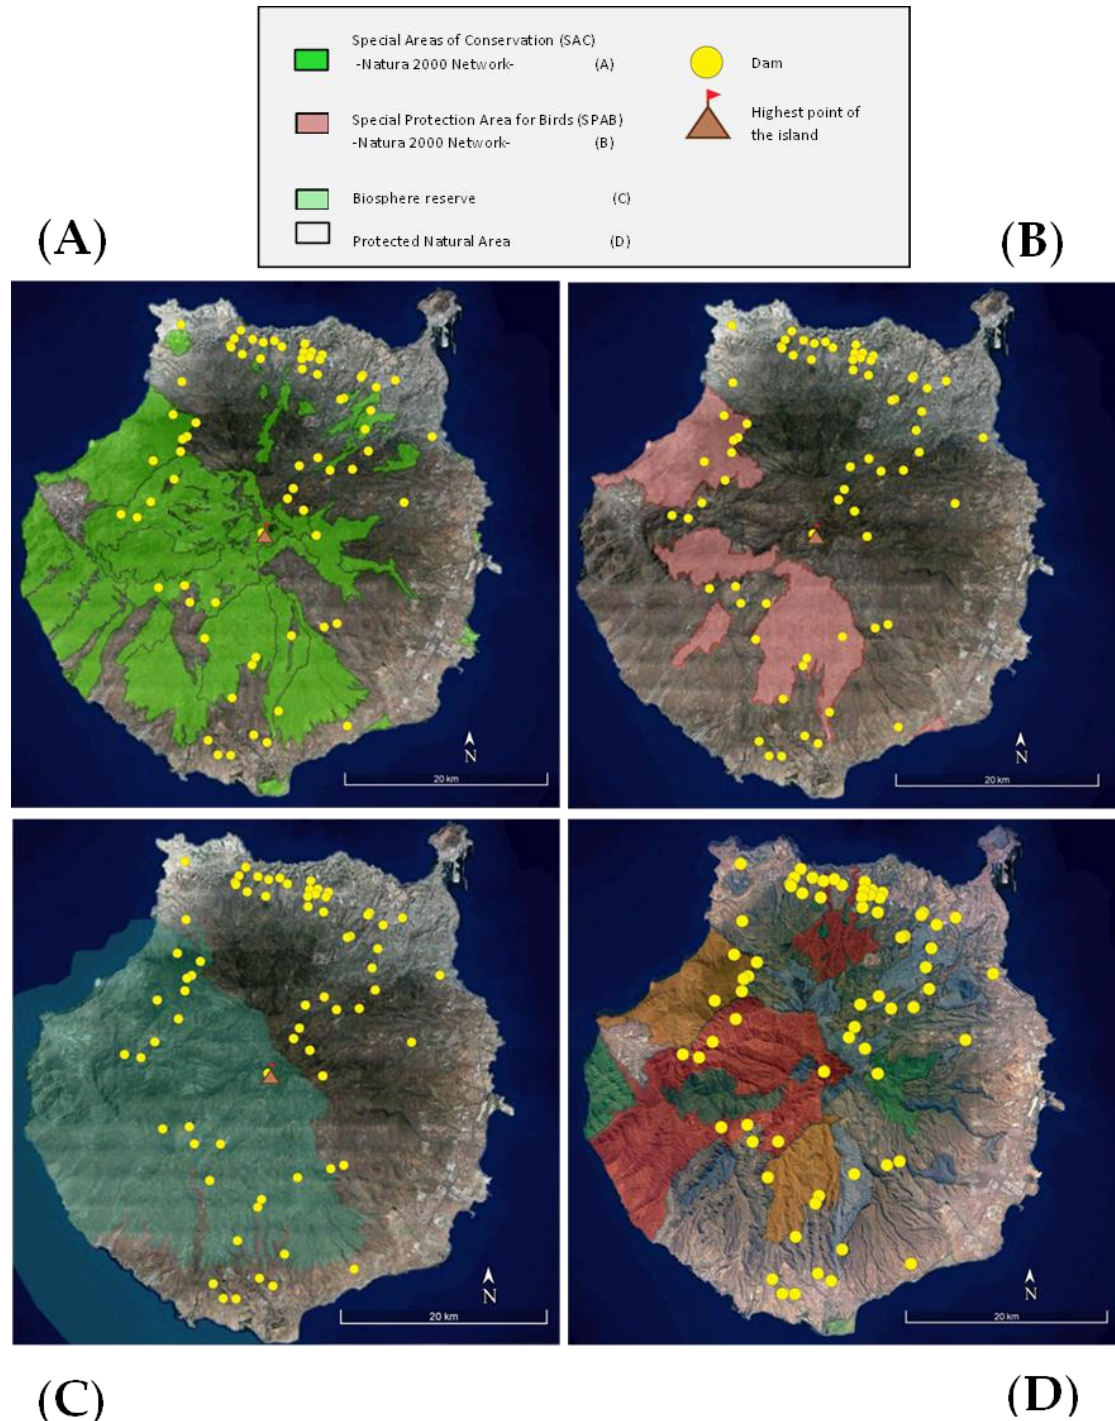 Special Areas of Conservation (SAC)
-Natura 2000 Network- (A)
Dam
Special Protection Area for Birds (SPAB)
-Natura 2000 Network- (B)
Highest point of
the island
Biosphere reserve (C)
Protected Natural Area (D)
(A)
(B)
N
20 km
N
20 km
N
20 km
N
20 km
(C)
(D)